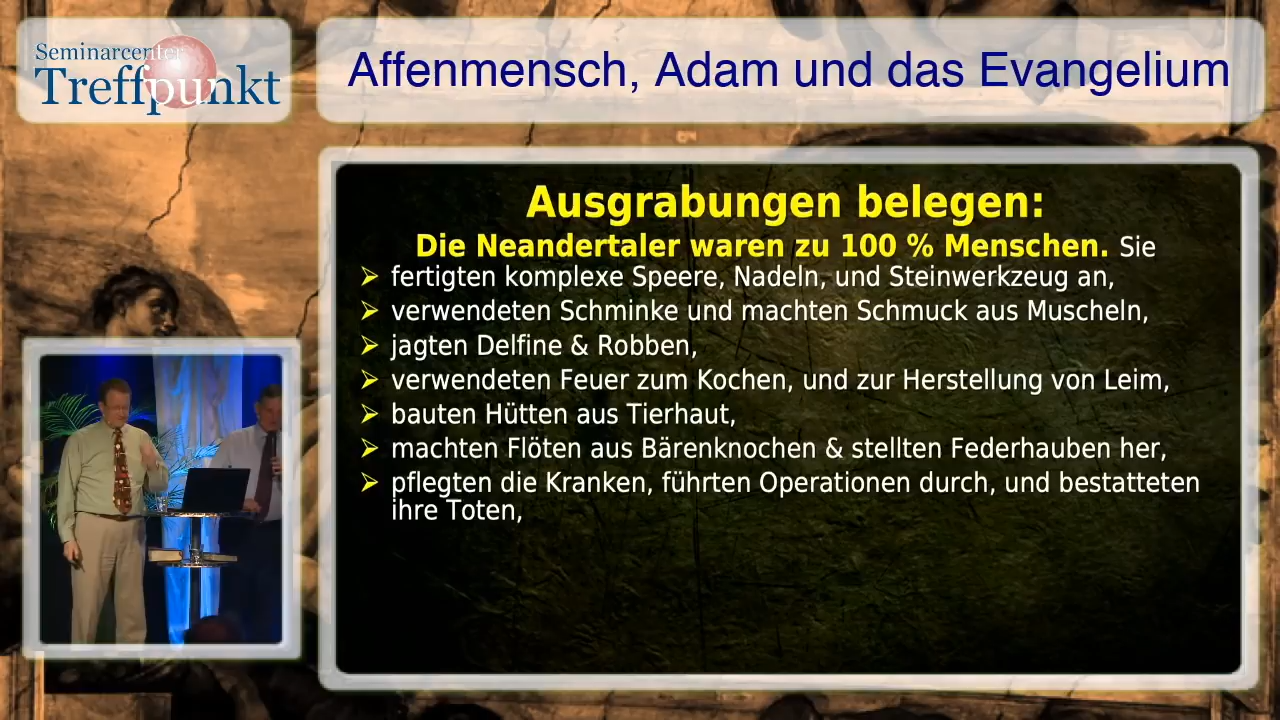 Seminarcenter
Treffpunkt
Affenmensch, Adam und das Evangelium
Ausgrabungen belegen:
Die Neandertaler waren zu 100 % Menschen. Sie
➢ fertigten komplexe Speere, Nadeln, und Steinwerkzeug an,
➢ verwendeten Schminke und machten Schmuck aus Muscheln,
➢ jagten Delfine & Robben,
➢ verwendeten Feuer zum Kochen, und zur Herstellung von Leim,
➢ bauten Hütten aus Tierhaut,
➢ machten Flöten aus Bärenknochen & stellten Federhauben her,
➢ pflegten die Kranken, führten Operationen durch, und bestatteten
ihre Toten,